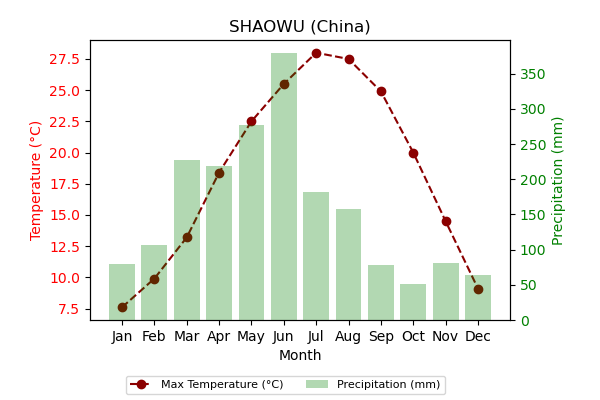 SHAOWU (China)
27.5
25.0
22.5
20.0
17.5
15.0
12.5
10.0
7.5
Temperature (°C)
350
300
250
200
150
100
50
0
Precipitation (mm)
Jan Feb Mar Apr May Jun Jul Aug Sep Oct Nov Dec
Month
Max Temperature (°C) Precipitation (mm)